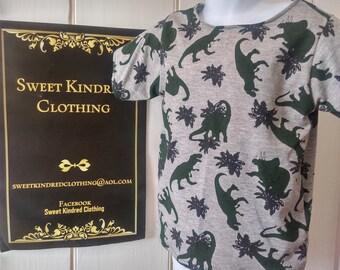 Sweet Kindred
Clothing
sweetkindredclothing@aol.com
Facebook
Sweet Kindred Clothing